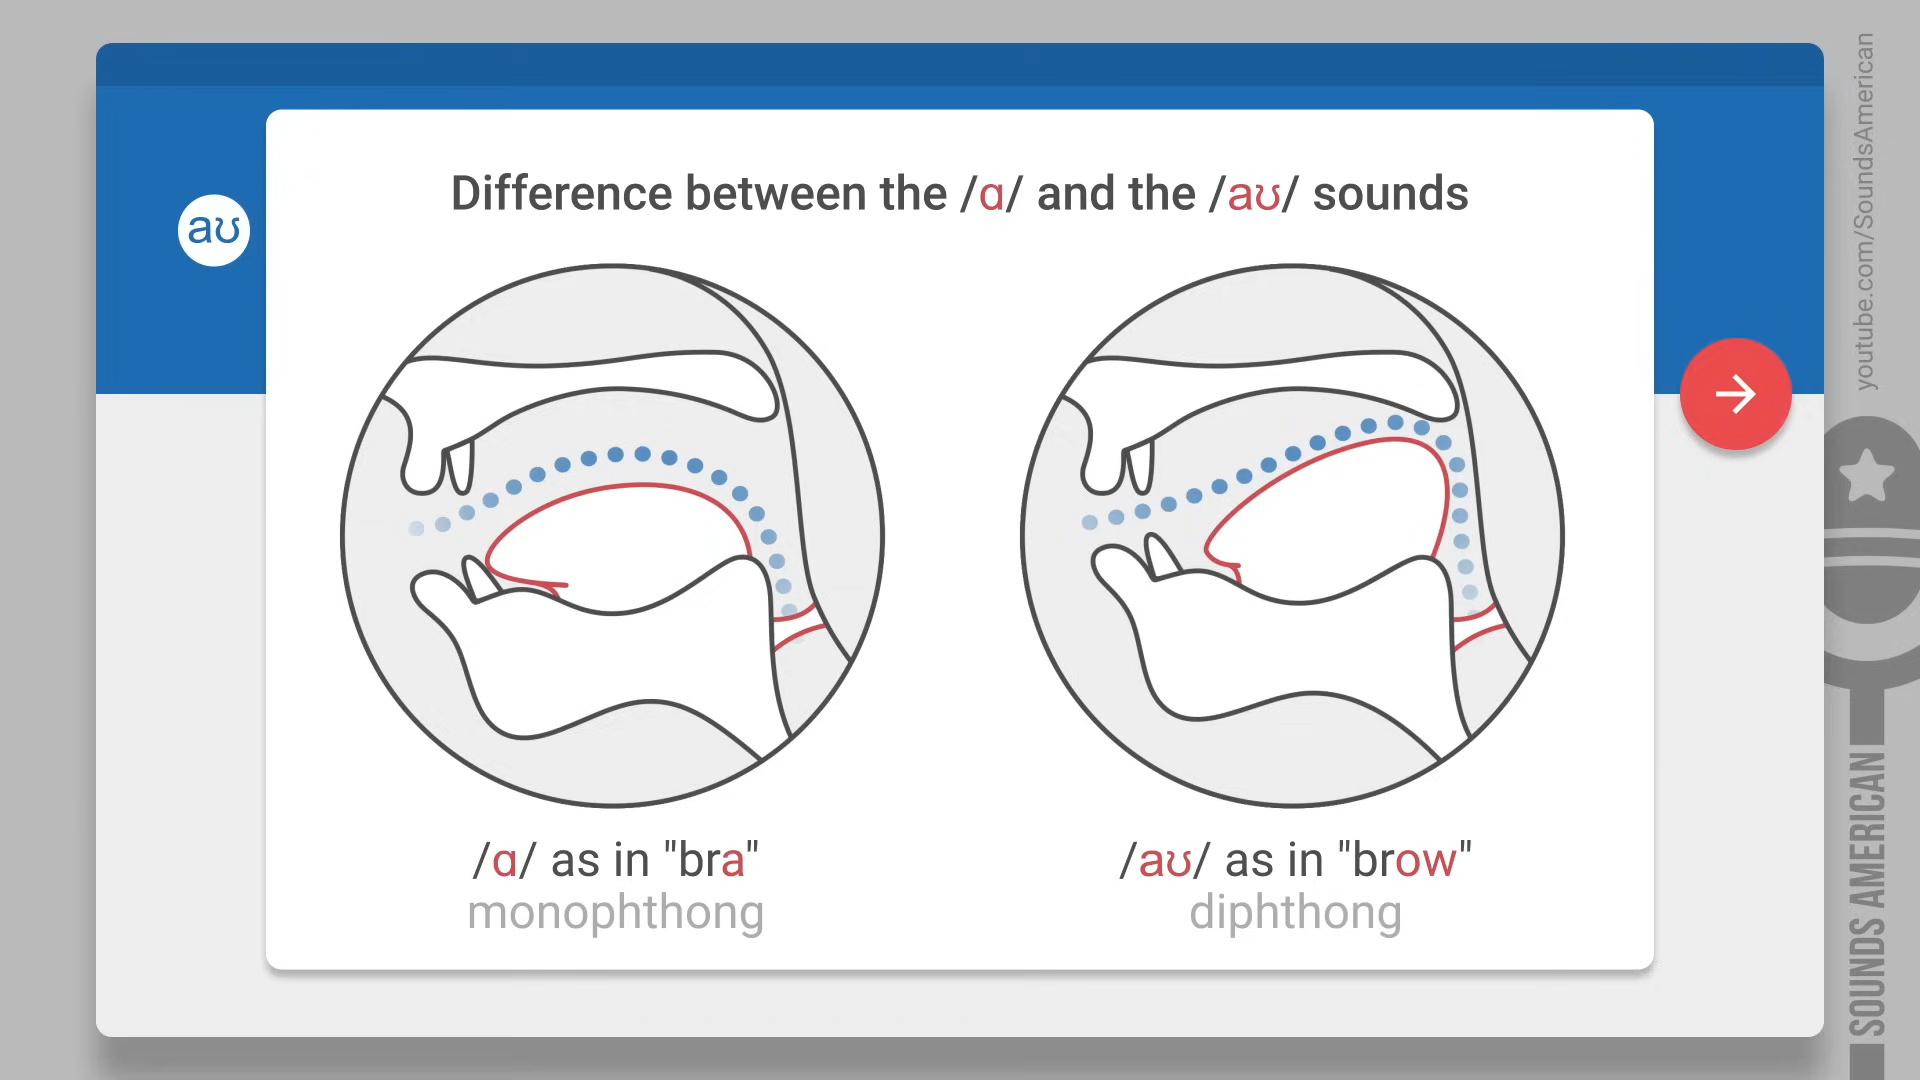 Difference between the /ɑ/ and the /aʊ/ sounds
aʊ
/ɑ/ as in "bra"
monophthong
/aʊ/ as in "brow"
diphthong
youtube.com/SoundsAmerican
SOUNDS AMERICAN